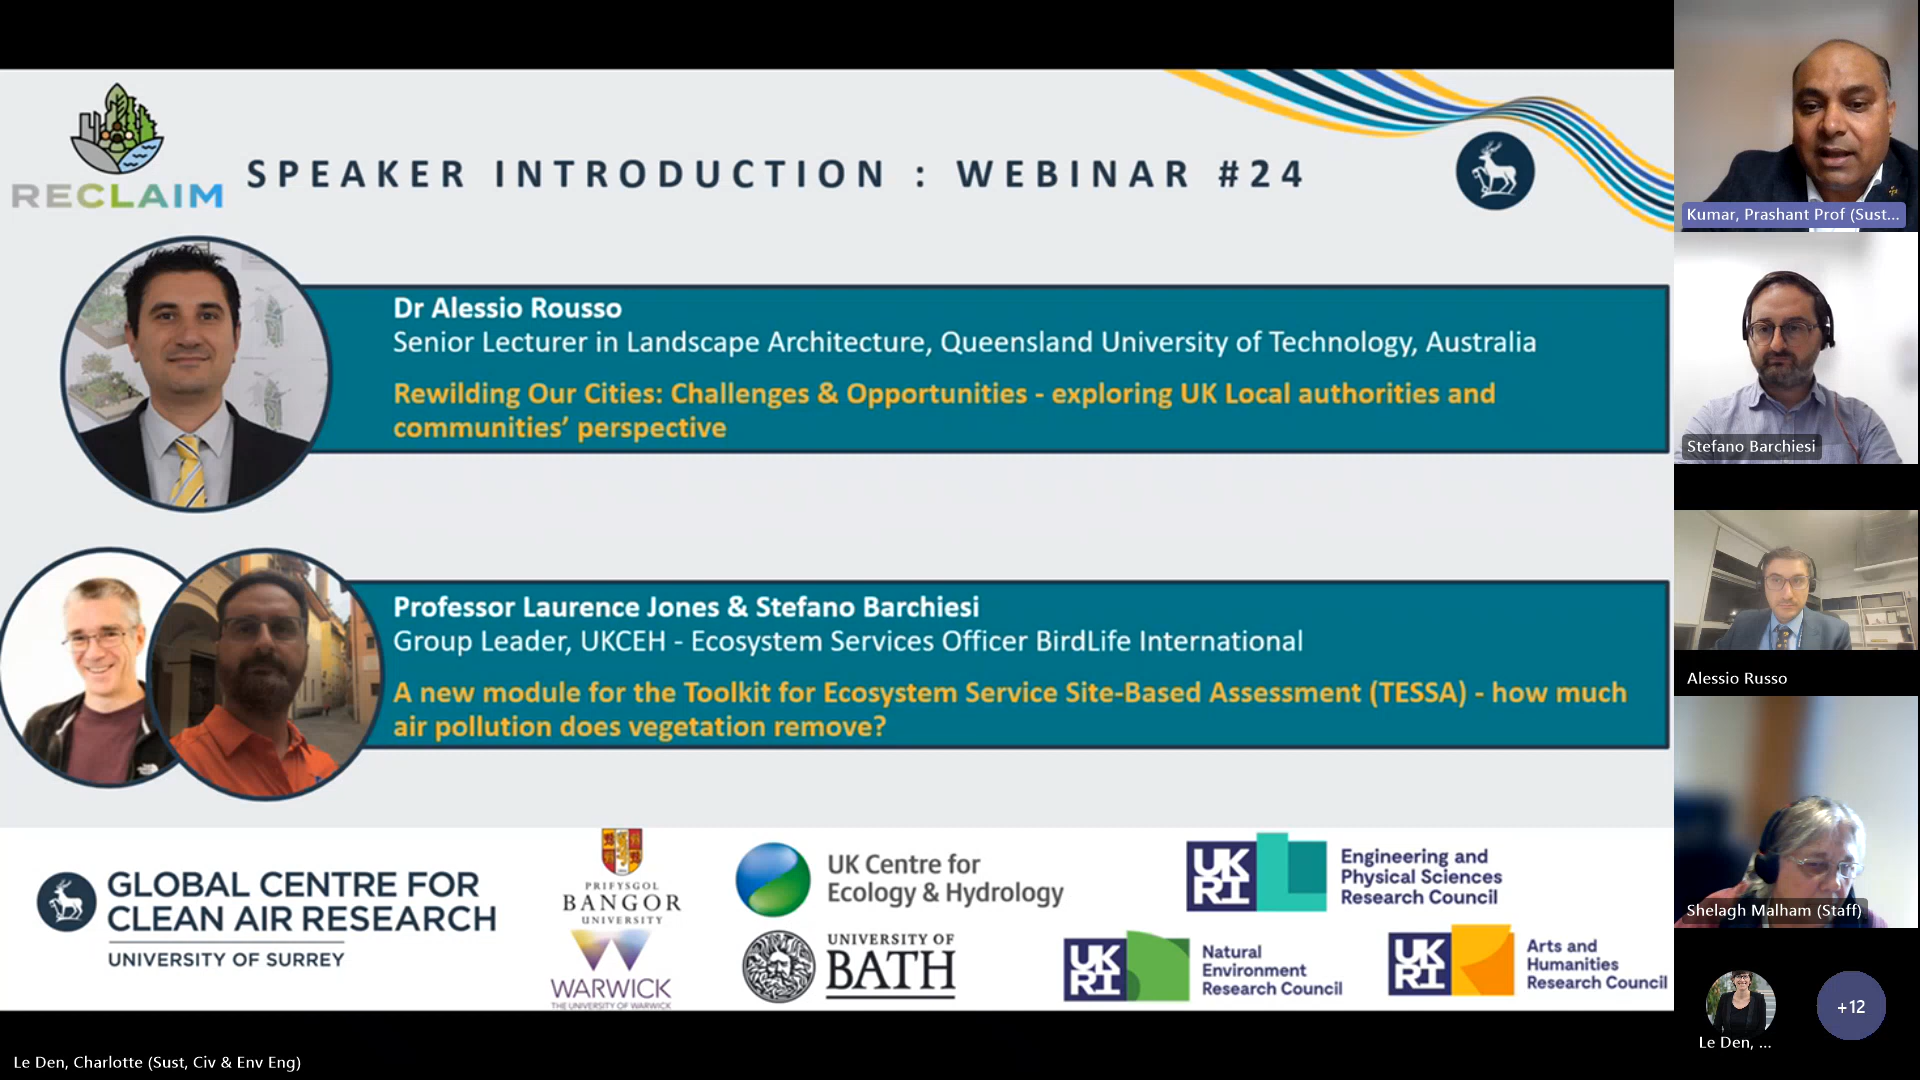 RECLAIM
SPEAKER INTRODUCTION : WEBINAR #24
Dr Alessio Rousso
Senior Lecturer in Landscape Architecture, Queensland University of Technology, Australia
Rewilding Our Cities: Challenges & Opportunities - exploring UK Local authorities and
communities’ perspective
Professor Laurence Jones & Stefano Barchiesi
Group Leader, UKCEH - Ecosystem Services Officer BirdLife International
A new module for the Toolkit for Ecosystem Service Site-Based Assessment (TESSA) - how much
air pollution does vegetation remove?
GLOBAL CENTRE FOR
CLEAN AIR RESEARCH
UNIVERSITY OF SURREY
PRIFYSGOL
BANGOR
UNIVERSITY
WARWICK
THE UNIVERSITY OF WARWICK
UK Centre for
Ecology & Hydrology
UNIVERSITY OF
BATH
UK
RI
Engineering and
Physical Sciences
Research Council
UK
RI
Natural
Environment
Research Council
UK
RI
Arts and
Humanities
Research Council
Kumar, Prashant Prof (Sust...
Stefano Barchiesi
Alessio Russo
Shelagh Malham (Staff)
Le Den, ...
+12
Le Den, Charlotte (Sust, Civ & Env Eng)